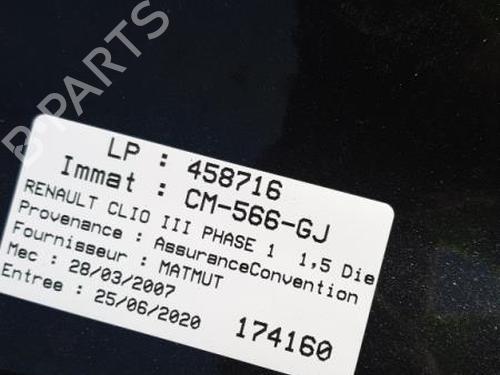 B-PARTS
LP : 458716
Immat : CM-566-GJ
RENAULT CLIO III PHASE 1 1,5 Die
Provenance : AssuranceConvention
Fournisseur : MATMUT
Mec : 28/03/2007
Entree : 25/06/2020 174160